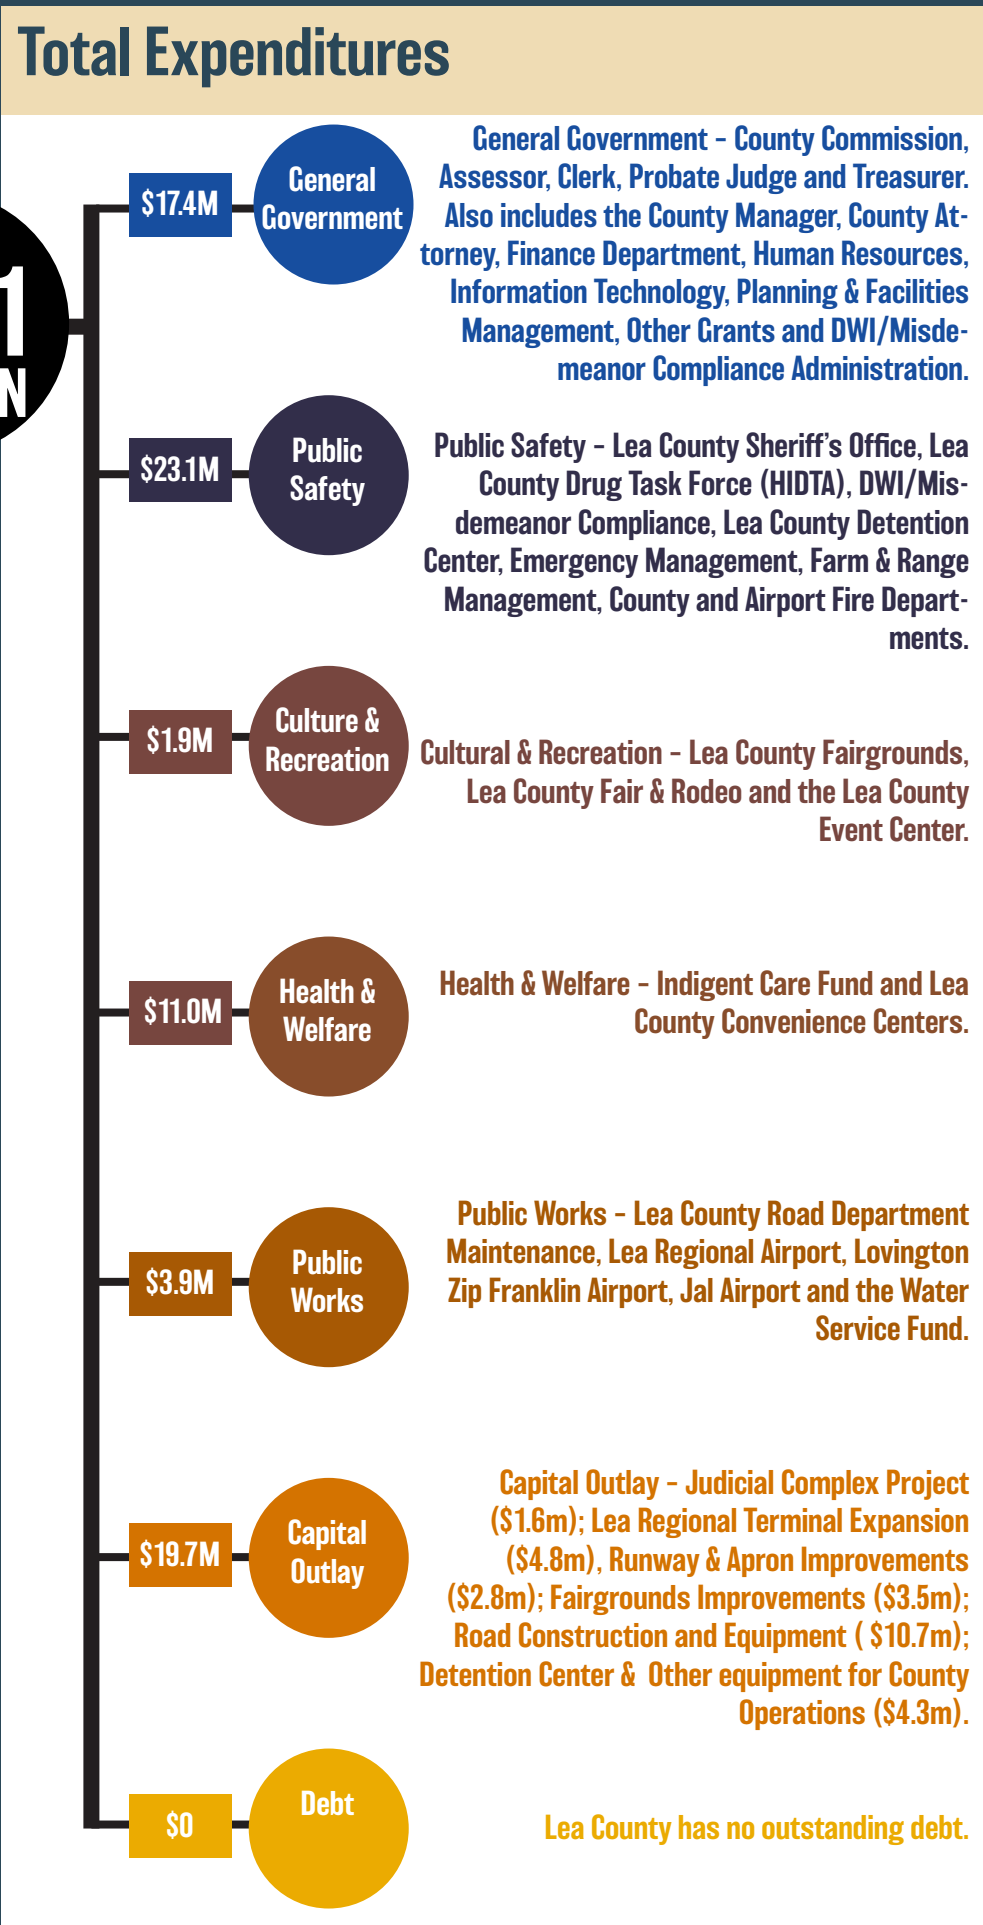 Total Expenditures
1
N
$17.4M
General
Government
General Government – County Commission,
Assessor, Clerk, Probate Judge and Treasurer.
Also includes the County Manager, County At-
torney, Finance Department, Human Resources,
Information Technology, Planning & Facilities
Management, Other Grants and DWI/Misde-
meanor Compliance Administration.
$23.1M
Public
Safety
Public Safety – Lea County Sheriff's Office, Lea
County Drug Task Force (HIDTA), DWI/Mis-
demeanor Compliance, Lea County Detention
Center, Emergency Management, Farm & Range
Management, County and Airport Fire Depart-
ments.
$1.9M
Culture &
Recreation
Cultural & Recreation – Lea County Fairgrounds,
Lea County Fair & Rodeo and the Lea County
Event Center.
$11.0M
Health &
Welfare
Health & Welfare – Indigent Care Fund and Lea
County Convenience Centers.
$3.9M
Public
Works
Public Works – Lea County Road Department
Maintenance, Lea Regional Airport, Lovington
Zip Franklin Airport, Jal Airport and the Water
Service Fund.
$19.7M
Capital
Outlay
Capital Outlay – Judicial Complex Project
($1.6m); Lea Regional Terminal Expansion
($4.8m), Runway & Apron Improvements
($2.8m); Fairgrounds Improvements ($3.5m);
Road Construction and Equipment ( $10.7m);
Detention Center &  Other equipment for County
Operations ($4.3m).
$0
Debt
Lea County has no outstanding debt.